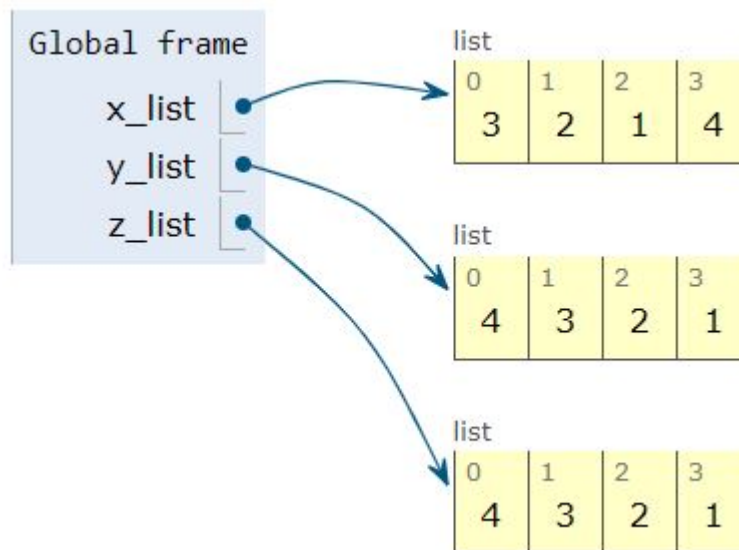 Global frame
x_list
y_list
z_list
list
0 1 2 3
3 2 1 4
list
0 1 2 3
4 3 2 1
list
0 1 2 3
4 3 2 1